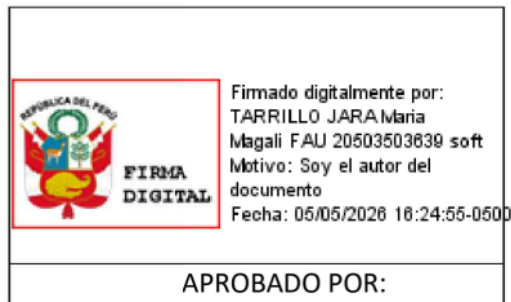 REPÚBLICA DEL PERÚ
FIRMA
DIGITAL
Firmado digitalmente por:
TARRILLO JARA Maria
Magali FAU 20503503639 soft
Motivo: Soy el autor del
documento
Fecha: 05/05/2026 16:24:55-0500
APROBADO POR: